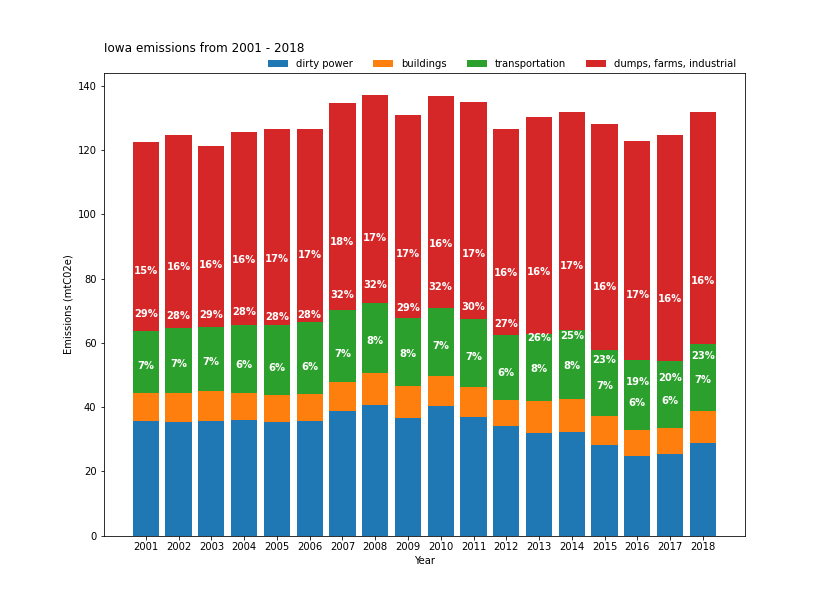 Iowa emissions from 2001 - 2018
dirty power buildings transportation dumps, farms, industrial
140
120
100
80
60
40
20
0
Emissions (mtC02e)
18% 17%
17% 16% 17% 17% 16% 17% 17% 16% 16% 17%
15% 16% 16% 16% 16% 16% 17% 16% 16%
32% 32% 32%
29% 28% 29% 28% 28% 28% 29% 30% 27%
26% 25% 23% 19% 20% 23%
7% 7% 7% 6% 6% 6% 7% 8% 8% 7% 7% 6% 8% 8% 7% 6% 6% 7%
2001 2002 2003 2004 2005 2006 2007 2008 2009 2010 2011 2012 2013 2014 2015 2016 2017 2018
Year